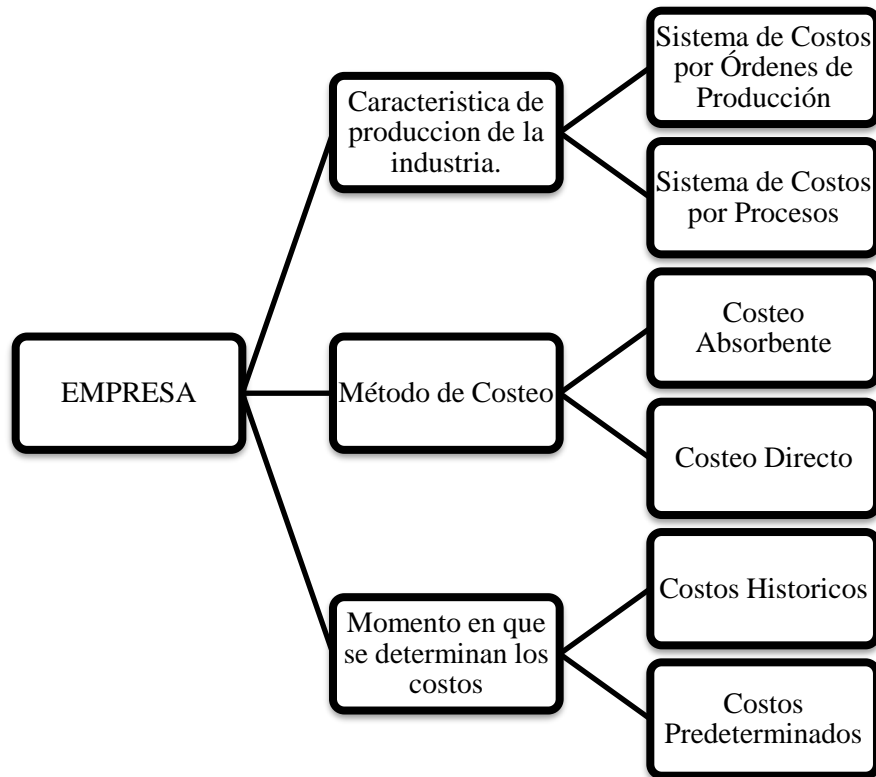 EMPRESA
Caracteristica de
produccion de la
industria.
Sistema de Costos
por Órdenes de
Producción
Sistema de Costos
por Procesos
Método de Costeo
Costeo
Absorbente
Costeo Directo
Momento en que
se determinan los
costos
Costos Historicos
Costos
Predeterminados